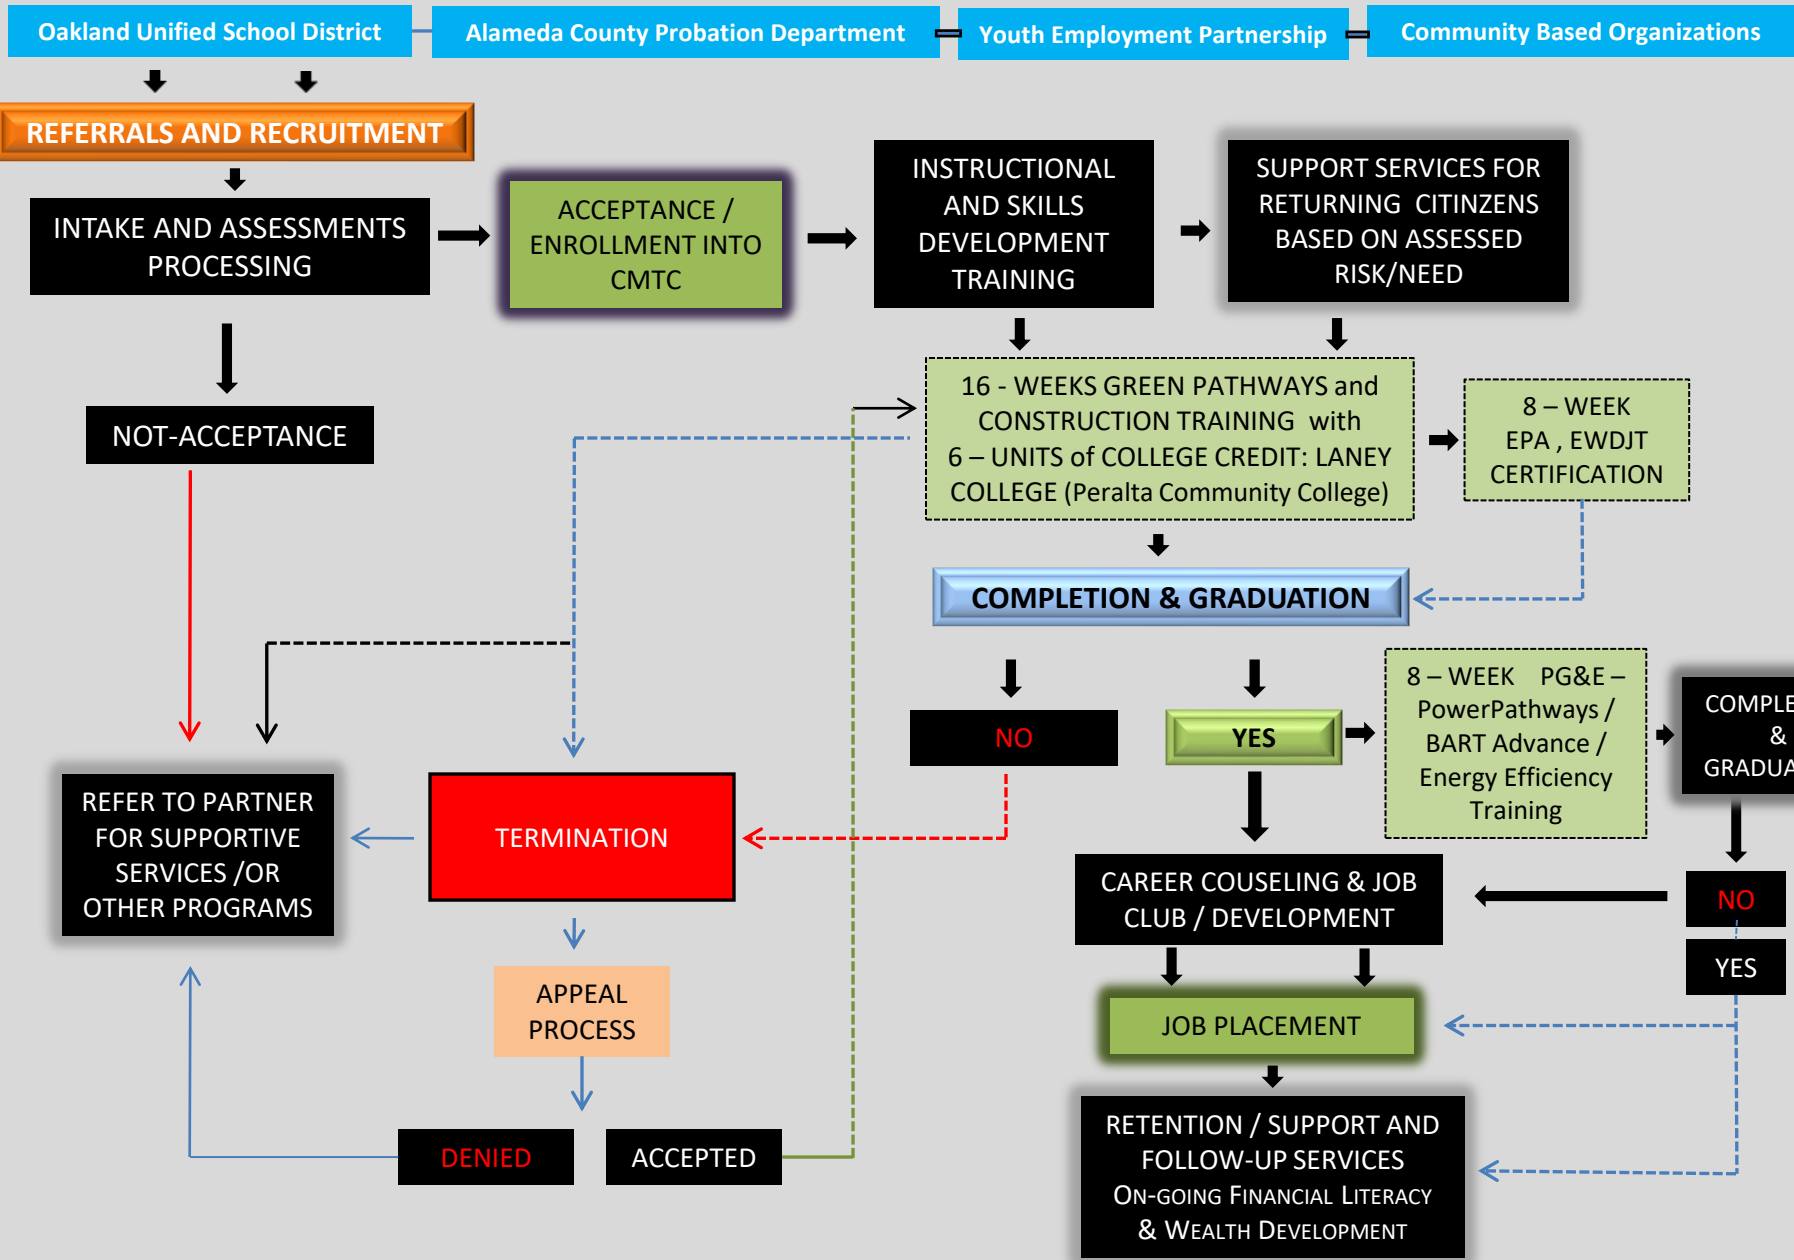 Oakland Unified School District
Alameda County Probation Department
Youth Employment Partnership
Community Based Organizations
REFERRALS AND RECRUITMENT
INTAKE AND ASSESSMENTS
PROCESSING
ACCEPTANCE /
ENROLLMENT INTO
CMTC
INSTRUCTIONAL
AND SKILLS
DEVELOPMENT
TRAINING
SUPPORT SERVICES FOR
RETURNING CITINZENS
BASED ON ASSESSED
RISK/NEED
NOT-ACCEPTANCE
16 - WEEKS GREEN PATHWAYS and
CONSTRUCTION TRAINING with
6 – UNITS of COLLEGE CREDIT: LANEY
COLLEGE (Peralta Community College)
8 – WEEK
EPA , EWDJT
CERTIFICATION
COMPLETION & GRADUATION
NO
YES
8 – WEEK PG&E –
PowerPathways /
BART Advance /
Energy Efficiency
Training
COMPLE
&
GRADUA
REFER TO PARTNER
FOR SUPPORTIVE
SERVICES /OR
OTHER PROGRAMS
TERMINATION
CAREER COUSELING & JOB
CLUB / DEVELOPMENT
NO
YES
APPEAL
PROCESS
JOB PLACEMENT
DENIED
ACCEPTED
RETENTION / SUPPORT AND
FOLLOW-UP SERVICES
ON-GOING FINANCIAL LITERACY
& WEALTH DEVELOPMENT